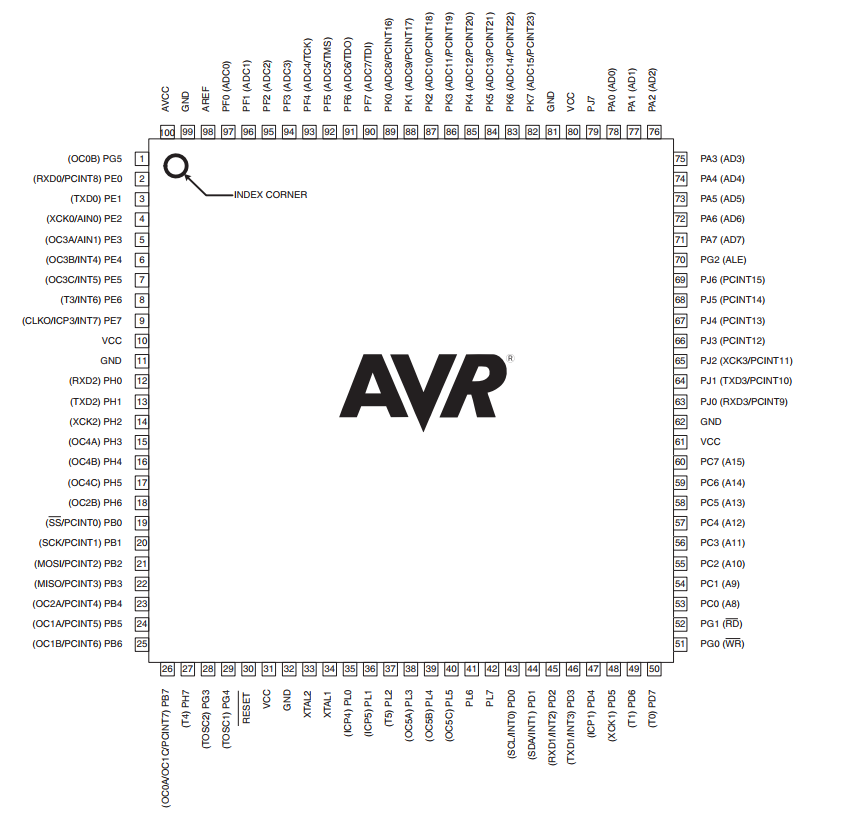 AVCC
GND
AREF
PF0 (ADC0)
PF1 (ADC1)
PF2 (ADC2)
PF3 (ADC3)
PF4 (ADC4/TCK)
PF5 (ADC5/TMS)
PF6 (ADC6/TDO)
PF7 (ADC7/TDI)
PK0 (ADC8/PCINT16)
PK1 (ADC9/PCINT17)
PK2 (ADC10/PCINT18)
PK3 (ADC11/PCINT19)
PK4 (ADC12/PCINT20)
PK5 (ADC13/PCINT21)
PK6 (ADC14/PCINT22)
PK7 (ADC15/PCINT23)
GND
VCC
PJ7
PA0 (AD0)
PA1 (AD1)
PA2 (AD2)
100 99 98 97 96 95 94 93 92 91 90 89 88 87 86 85 84 83 82 81 80 79 78 77 76
(OC0B) PG5 1
(RXD0/PCINT8) PE0 2
(TXD0) PE1 3
(XCK0/AIN0) PE2 4
(OC3A/AIN1) PE3 5
(OC3B/INT4) PE4 6
(OC3C/INT5) PE5 7
(T3/INT6) PE6 8
(CLKO/ICP3/INT7) PE7 9
VCC 10
GND 11
(RXD2) PH0 12
(TXD2) PH1 13
(XCK2) PH2 14
(OC4A) PH3 15
(OC4B) PH4 16
(OC4C) PH5 17
(OC2B) PH6 18
(SS/PCINT0) PB0 19
(SCK/PCINT1) PB1 20
(MOSI/PCINT2) PB2 21
(MISO/PCINT3) PB3 22
(OC2A/PCINT4) PB4 23
(OC1A/PCINT5) PB5 24
(OC1B/PCINT6) PB6 25
INDEX CORNER
AVR®
75 PA3 (AD3)
74 PA4 (AD4)
73 PA5 (AD5)
72 PA6 (AD6)
71 PA7 (AD7)
70 PG2 (ALE)
69 PJ6 (PCINT15)
68 PJ5 (PCINT14)
67 PJ4 (PCINT13)
66 PJ3 (PCINT12)
65 PJ2 (XCK3/PCINT11)
64 PJ1 (TXD3/PCINT10)
63 PJ0 (RXD3/PCINT9)
62 GND
61 VCC
60 PC7 (A15)
59 PC6 (A14)
58 PC5 (A13)
57 PC4 (A12)
56 PC3 (A11)
55 PC2 (A10)
54 PC1 (A9)
53 PC0 (A8)
52 PG1 (RD)
51 PG0 (WR)
26 27 28 29 30 31 32 33 34 35 36 37 38 39 40 41 42 43 44 45 46 47 48 49 50
(OC0A/OC1C/PCINT7) PB7
(T4) PH7
(TOSC2) PG3
(TOSC1) PG4
RESET
VCC
GND
XTAL2
XTAL1
(ICP4) PL0
(ICP5) PL1
(T5) PL2
(OC5A) PL3
(OC5B) PL4
(OC5C) PL5
PL6
PL7
(SCL/INT0) PD0
(SDA/INT1) PD1
(RXD1/INT2) PD2
(TXD1/INT3) PD3
(ICP1) PD4
(XCK1) PD5
(T1) PD6
(T0) PD7